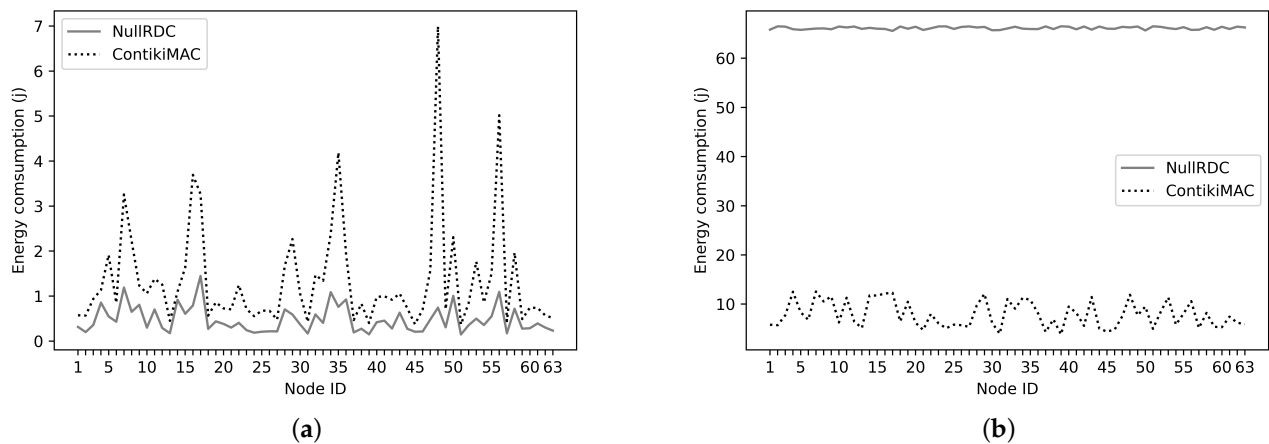 NullRDC
ContikiMAC
Energy comsumption (j)
7
6
5
4
3
2
1
0
1 5 10 15 20 25 30 35 40 45 50 55 60 63
Node ID
(a)
NullRDC
ContikiMAC
Energy comsumption (j)
60
50
40
30
20
10
1 5 10 15 20 25 30 35 40 45 50 55 60 63
Node ID
(b)